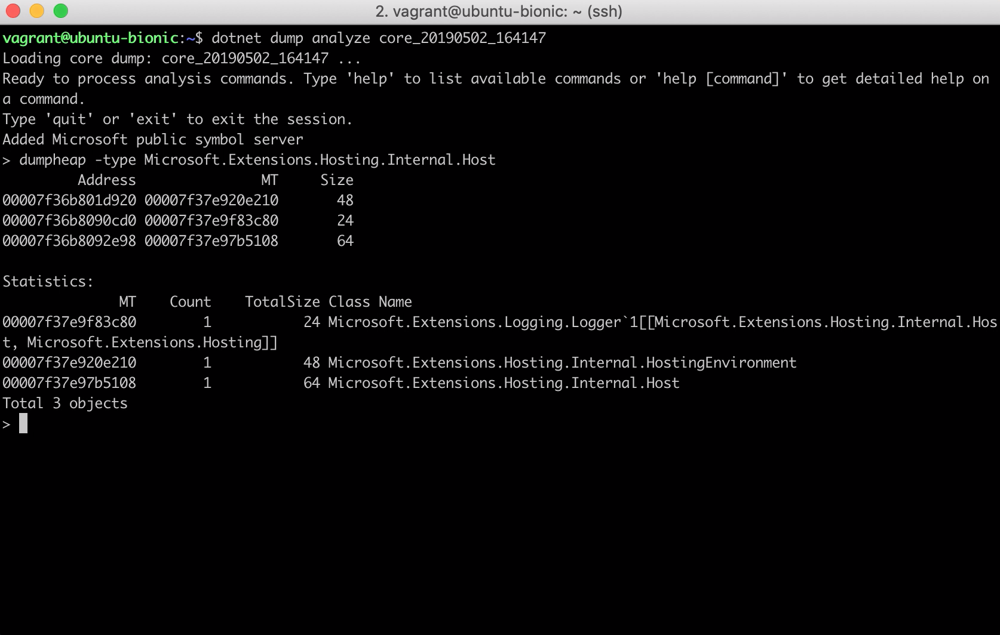 2. vagrant@ubuntu-bionic: ~ (ssh)
vagrant@ubuntu-bionic:~$ dotnet dump analyze core_20190502_164147
Loading core dump: core_20190502_164147 ...
Ready to process analysis commands. Type 'help' to list available commands or 'help [command]' to get detailed help on
a command.
Type 'quit' or 'exit' to exit the session.
Added Microsoft public symbol server
> dumpheap -type Microsoft.Extensions.Hosting.Internal.Host
         Address               MT     Size
00007f36b801d920 00007f37e920e210       48
00007f36b8090cd0 00007f37e9f83c80       24
00007f36b8092e98 00007f37e97b5108       64

Statistics:
              MT    Count    TotalSize Class Name
00007f37e9f83c80        1           24 Microsoft.Extensions.Logging.Logger`1[[Microsoft.Extensions.Hosting.Internal.Hos
t, Microsoft.Extensions.Hosting]]
00007f37e920e210        1           48 Microsoft.Extensions.Hosting.Internal.HostingEnvironment
00007f37e97b5108        1           64 Microsoft.Extensions.Hosting.Internal.Host
Total 3 objects
>